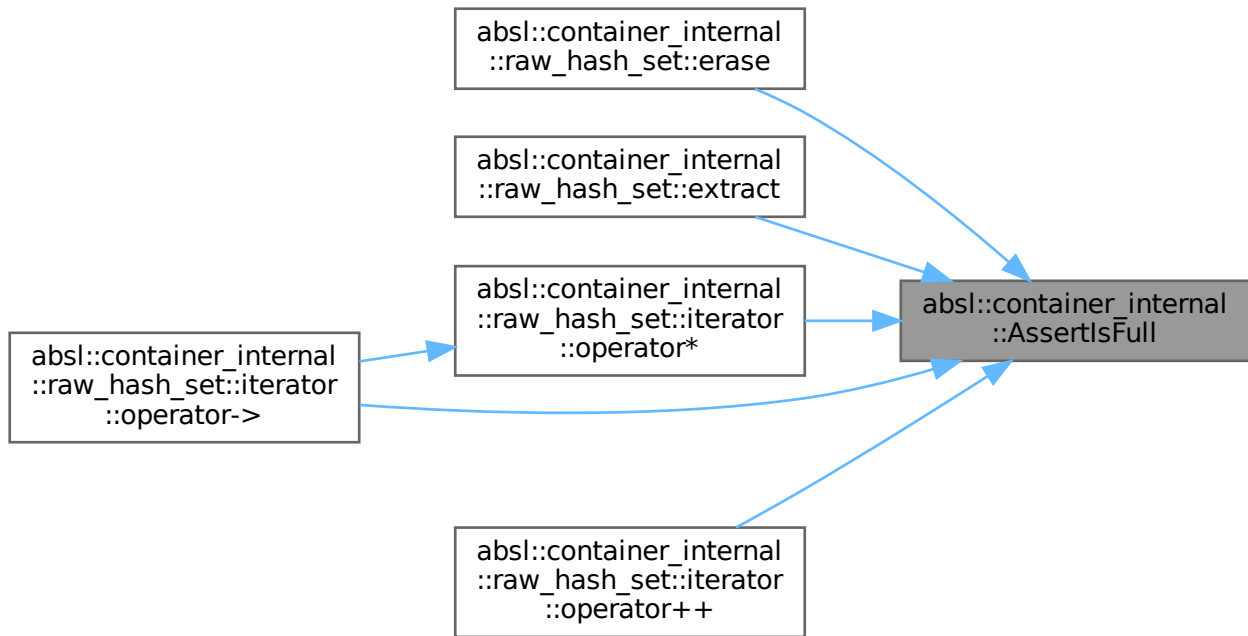 absl::container_internal
::raw_hash_set::erase
absl::container_internal
::raw_hash_set::extract
absl::container_internal
::raw_hash_set::iterator
::operator*
absl::container_internal
::AssertIsFull
absl::container_internal
::raw_hash_set::iterator
::operator->
absl::container_internal
::raw_hash_set::iterator
::operator++